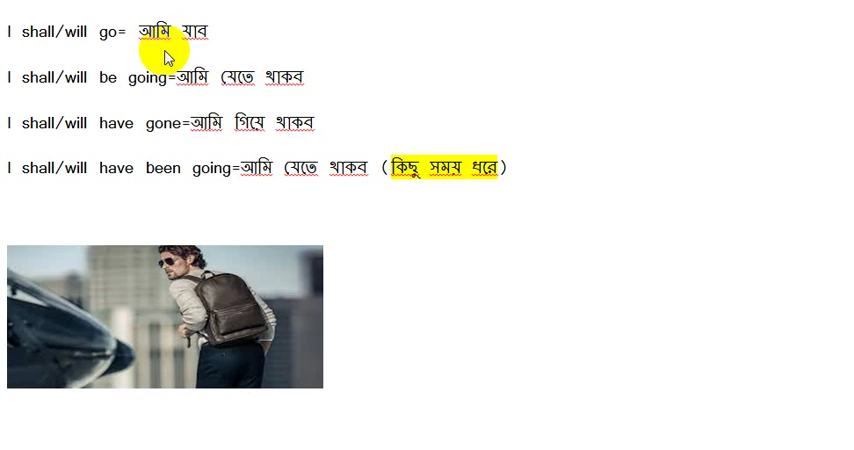 I shall/will go= আমি যাব
I shall/will be going=আমি যেতে থাকব
I shall/will have gone=আমি গিয়ে থাকব
I shall/will have been going=আমি যেতে থাকব (কিছু সময় ধরে)